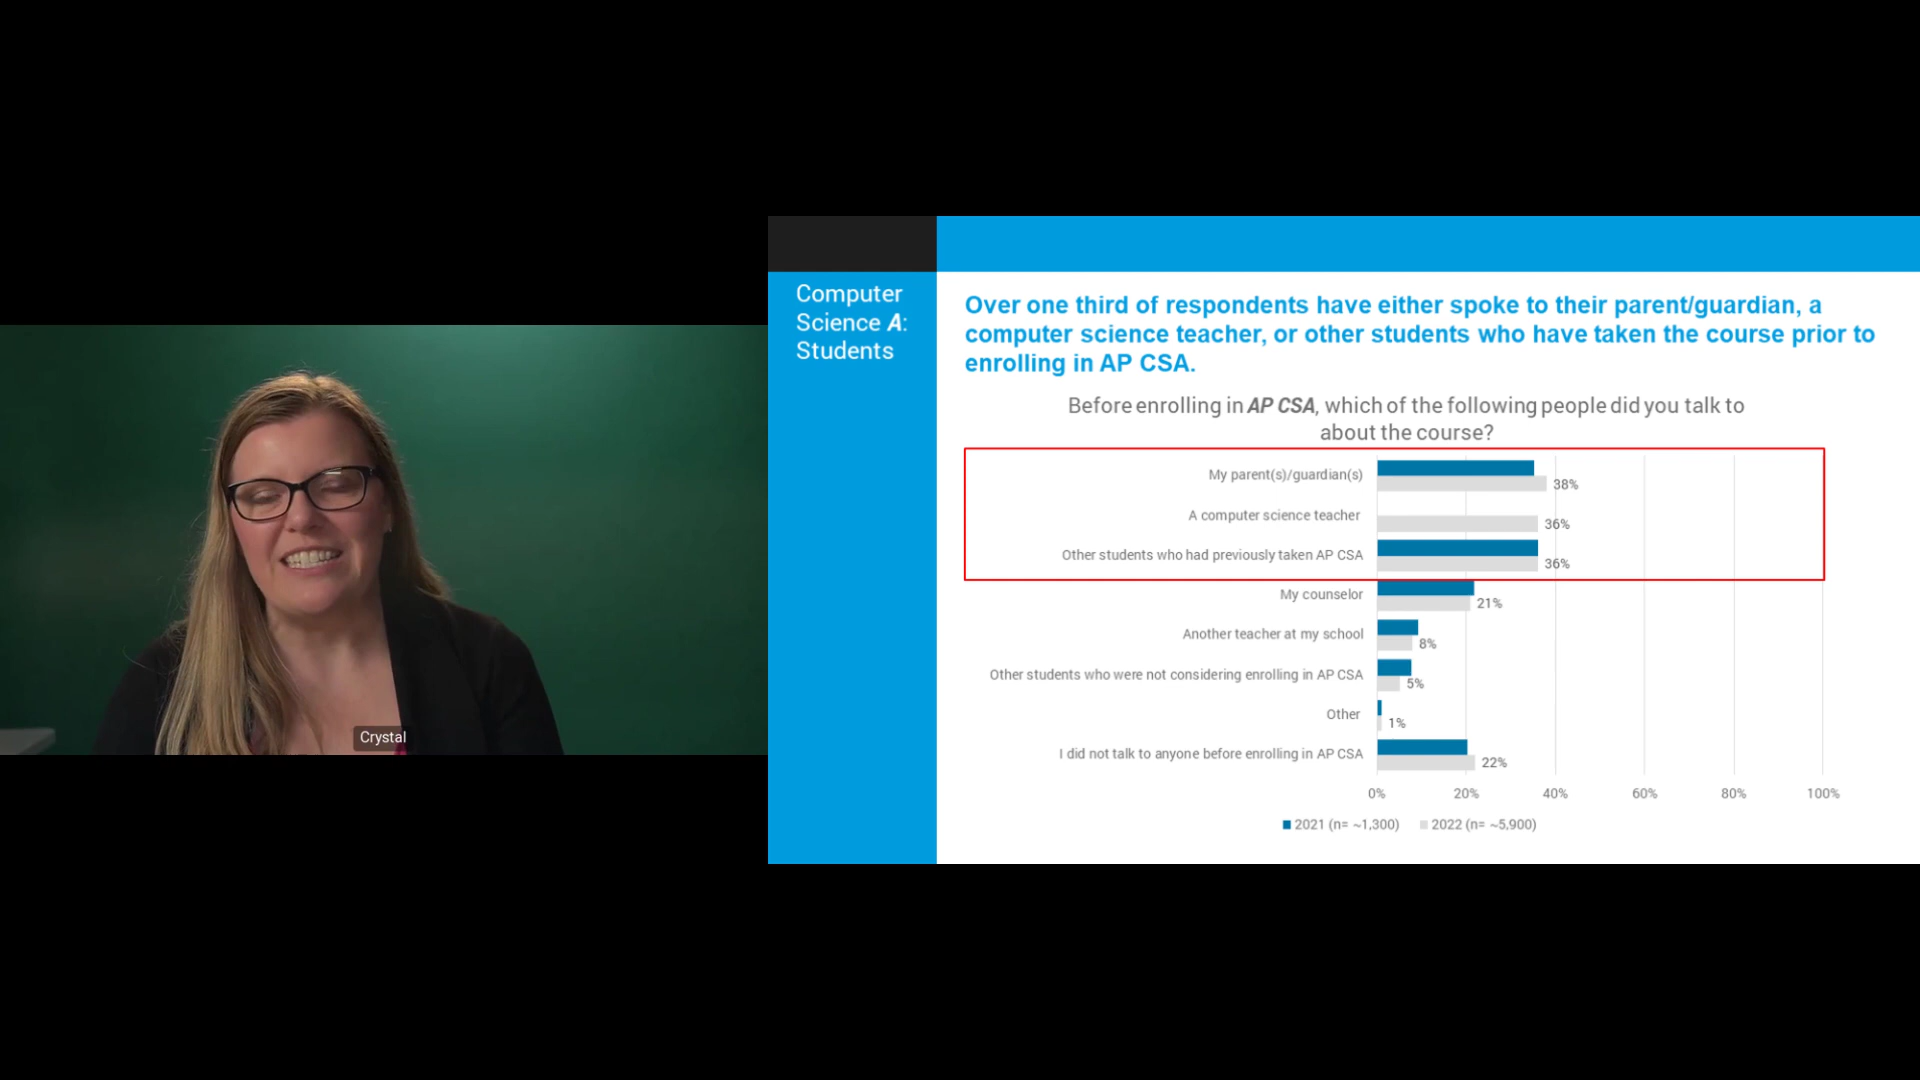 Crystal
Computer
Science A:
Students
Over one third of respondents have either spoke to their parent/guardian, a
computer science teacher, or other students who have taken the course prior to
enrolling in AP CSA.
Before enrolling in AP CSA, which of the following people did you talk to
about the course?
My parent(s)/guardian(s)
38%
A computer science teacher
36%
Other students who had previously taken AP CSA
36%
My counselor
21%
Another teacher at my school
8%
Other students who were not considering enrolling in AP CSA
5%
Other
1%
I did not talk to anyone before enrolling in AP CSA
22%
0% 20% 40% 60% 80% 100%
2021 (n= ~1,300) 2022 (n= ~5,900)